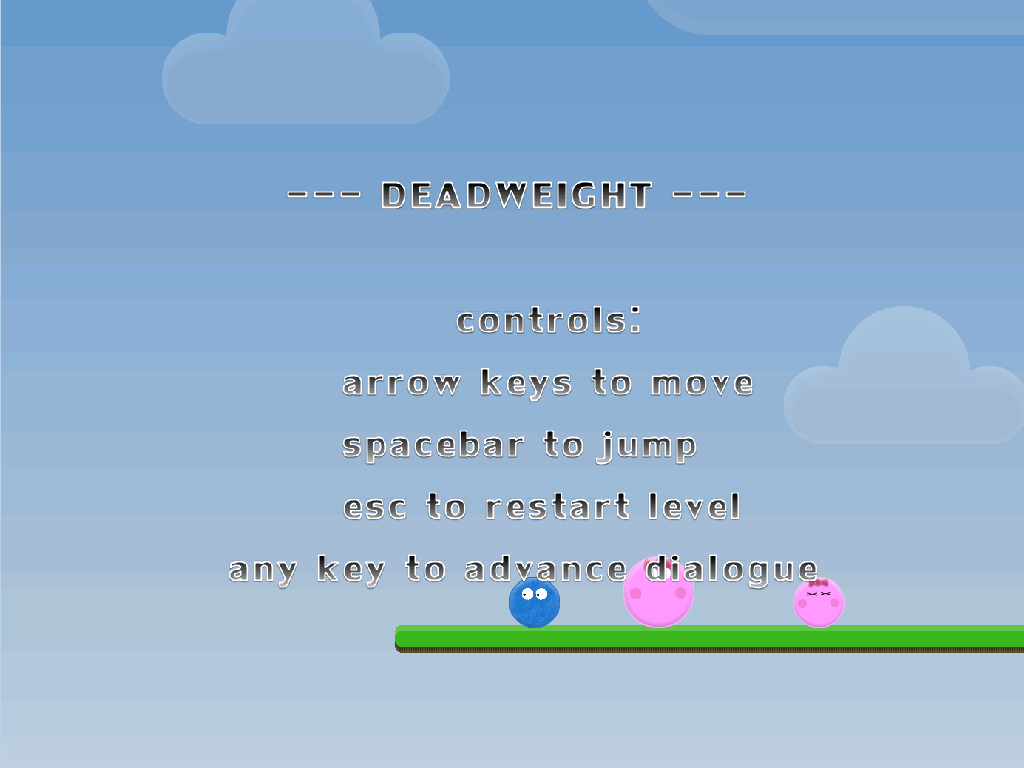 --- DEADWEIGHT ---
controls:
arrow keys to move
spacebar to jump
esc to restart level
any key to advance dialogue